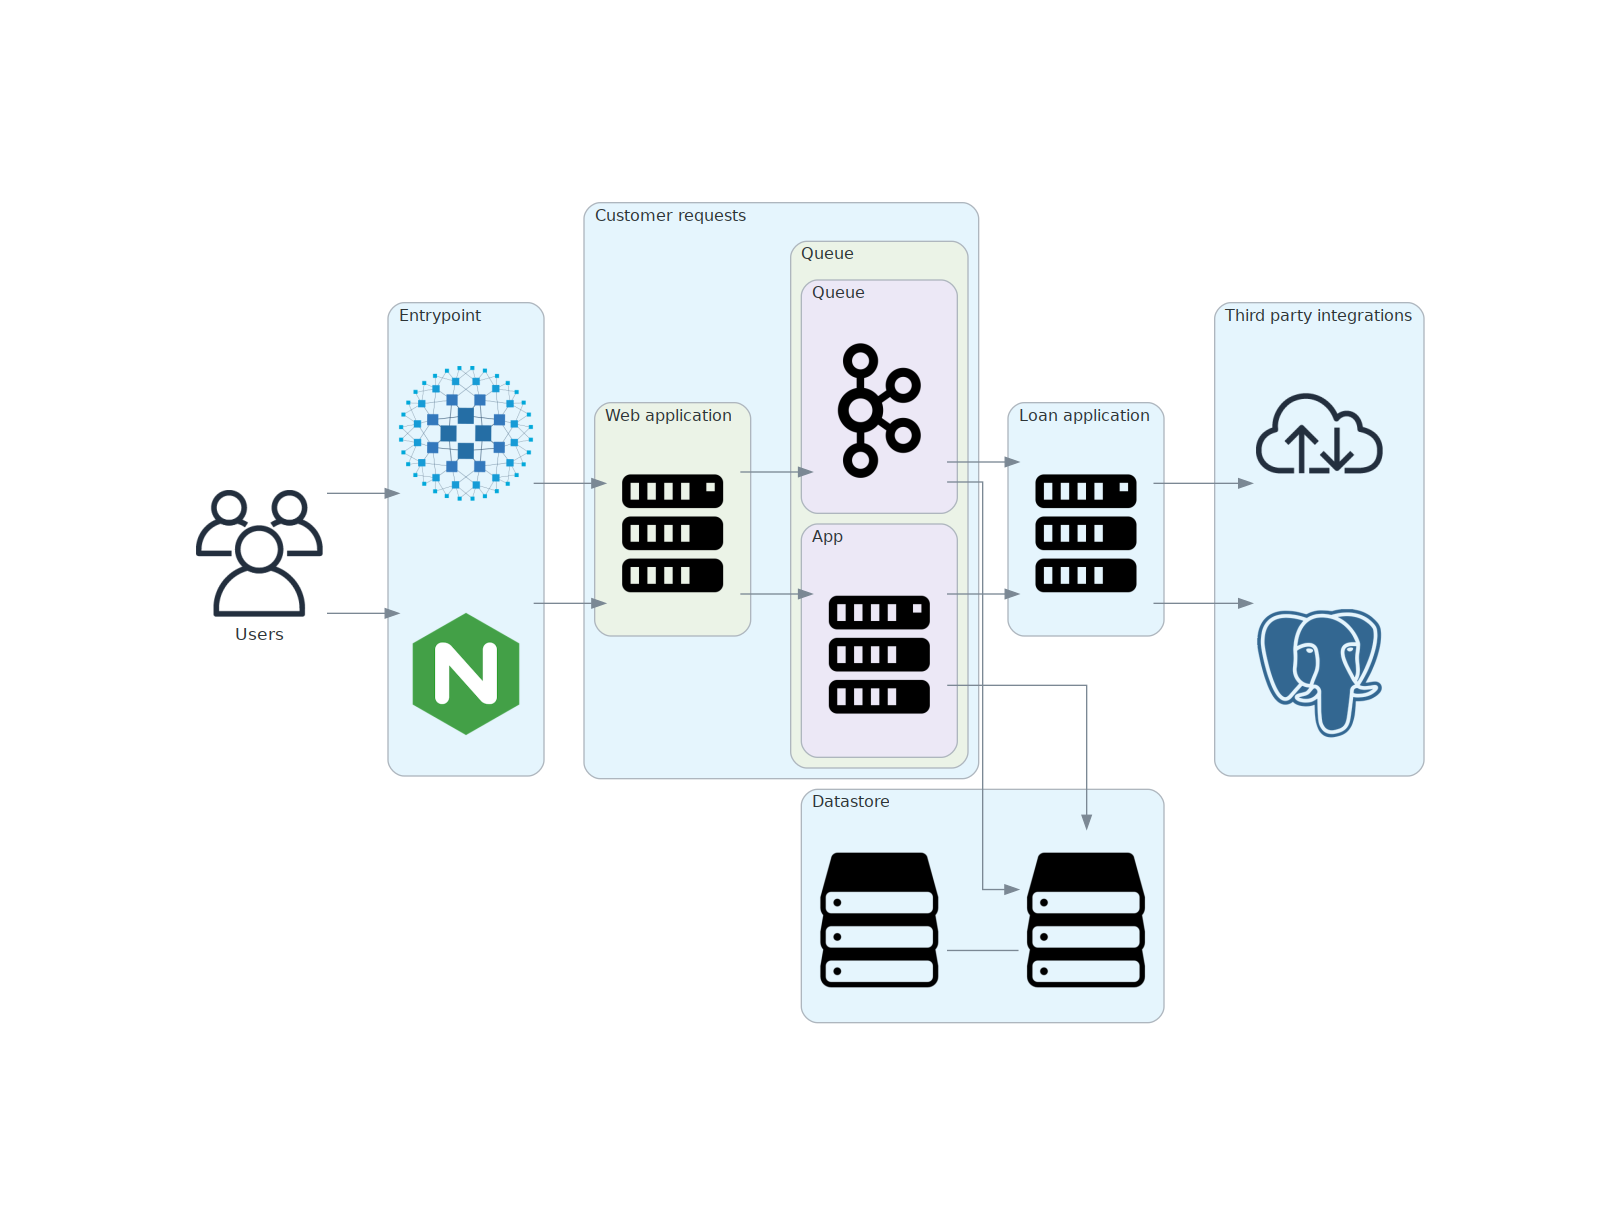 Customer requests
Queue
Queue
Entrypoint
Third party integrations
Web application
Loan application
App
Users
Datastore